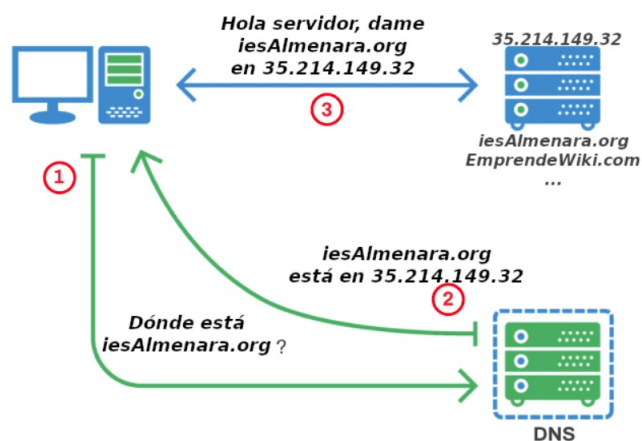 Hola servidor, dame
iesAlmenara.org
en 35.214.149.32
3
35.214.149.32
iesAlmenara.org
EmprendeWiki.com
...
1
iesAlmenara.org
está en 35.214.149.32
2
Dónde está
iesAlmenara.org ?
DNS